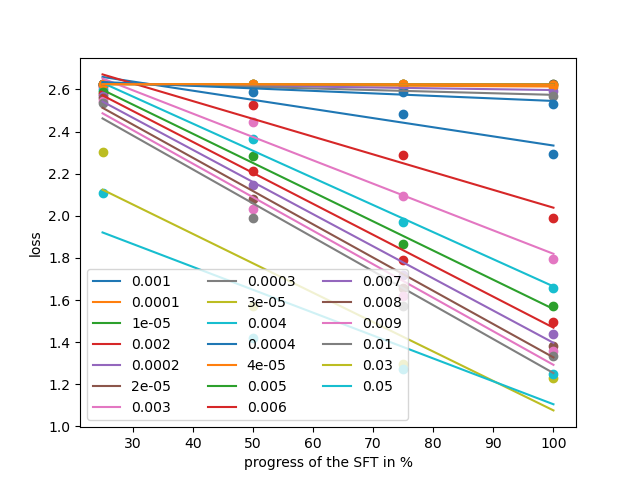 2.6
2.4
2.2
2.0
1.8
1.6
1.4
1.2
1.0
loss
0.001 0.0003 0.007
0.0001 3e-05 0.008
1e-05 0.004 0.009
0.002 0.0004 0.01
0.0002 4e-05 0.03
2e-05 0.005 0.05
0.003 0.006
30 40 50 60 70 80 90 100
progress of the SFT in %